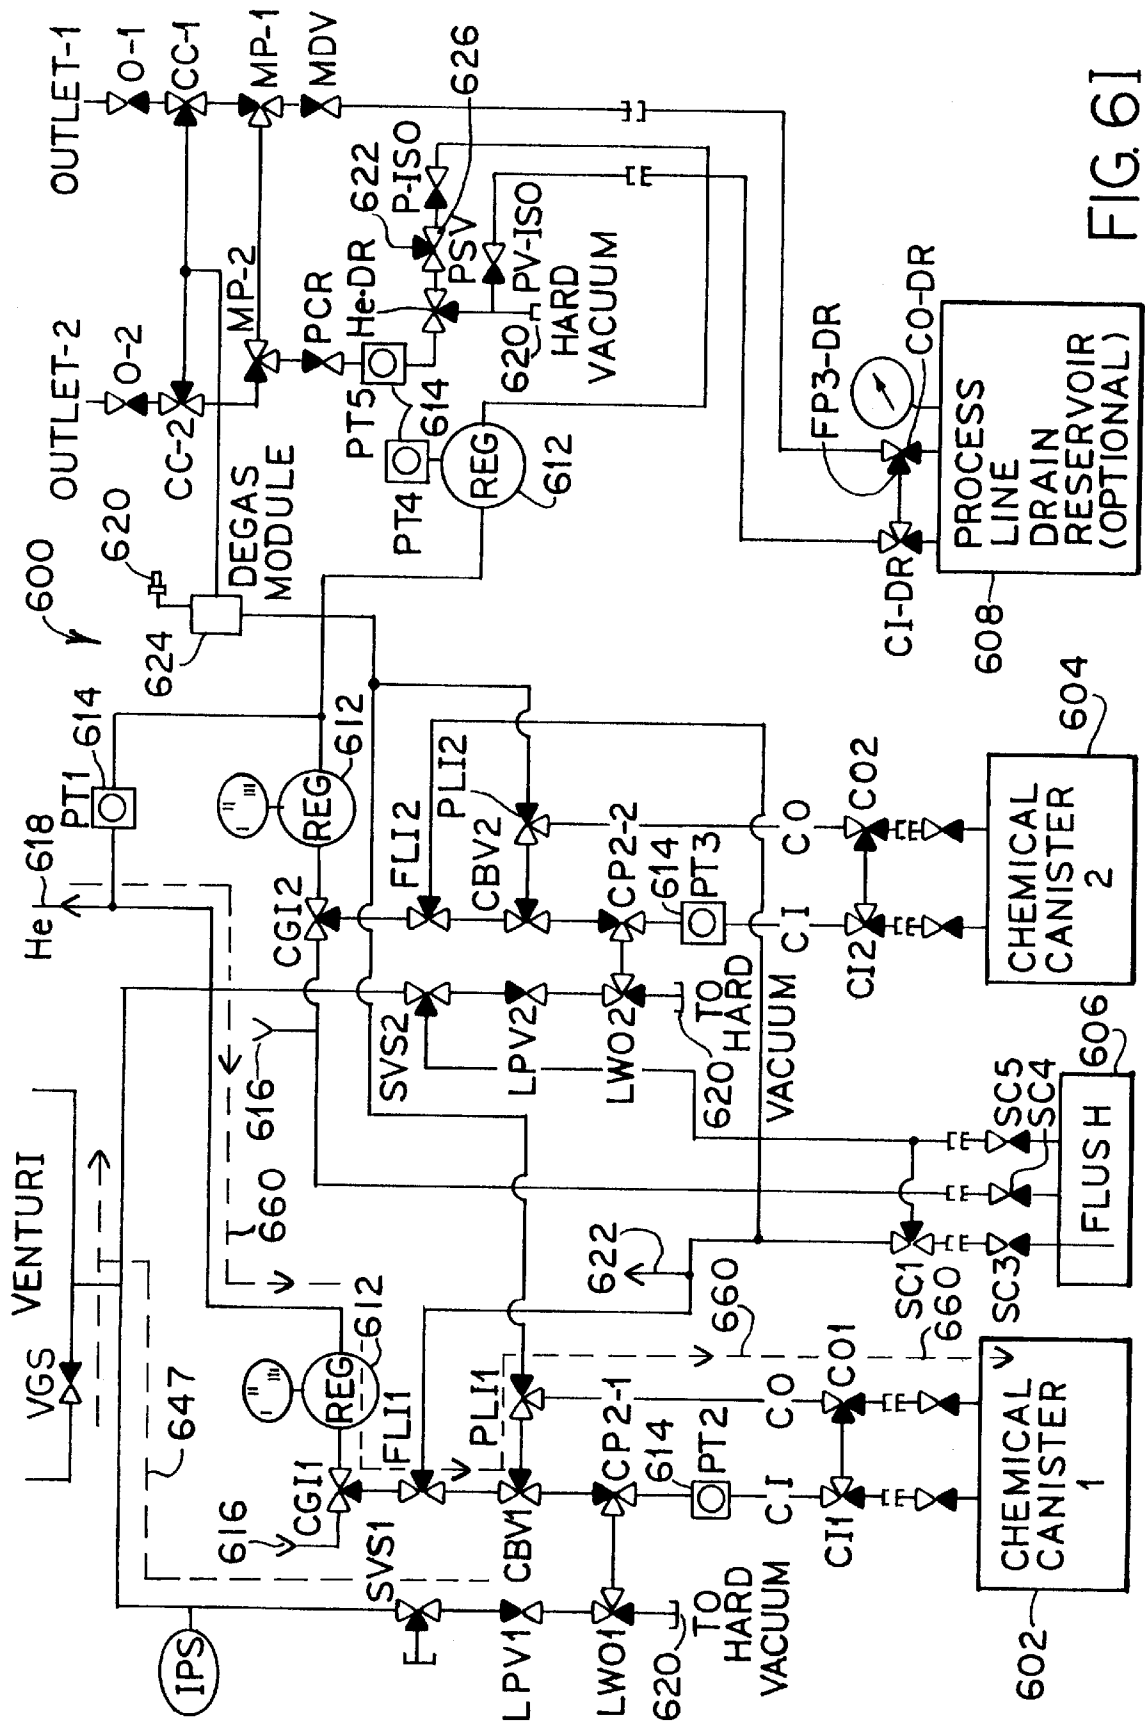 VGS VENTURI
647
IPS
616
SVS1
CGI1
REG
612
FLI1
LPV1
CBV1
PLI1
LWO1
620
TO
HARD
VACUUM
CP2-1
614
PT2
CI
CO
CI1
CO1
602
CHEMICAL
CANISTER
1
He
618
660
616
622
660
SC1
660
SC3
SC5
SC4
606
FLUSH
PT1
614
CGI2
REG
612
SVS2
FLI2
LPV2
CBV2
PLI2
LWO2
620
TO
HARD
VACUUM
CP2-2
614
PT3
CI
CO
CI2
CO2
604
CHEMICAL
CANISTER
2
600
620
624
DEGAS
MODULE
OUTLET-2
O-2
CC-2
MP-2
OUTLET-1
O-1
CC-1
MP-1
MDV
PCR
PT5
614
PT4
REG
612
He-DR
622
P-ISO
626
PSV
PV-ISO
620
HARD
VACUUM
FP3-DR
CO-DR
CI-DR
608
PROCESS
LINE
DRAIN
RESERVOIR
(OPTIONAL)
FIG. 6I